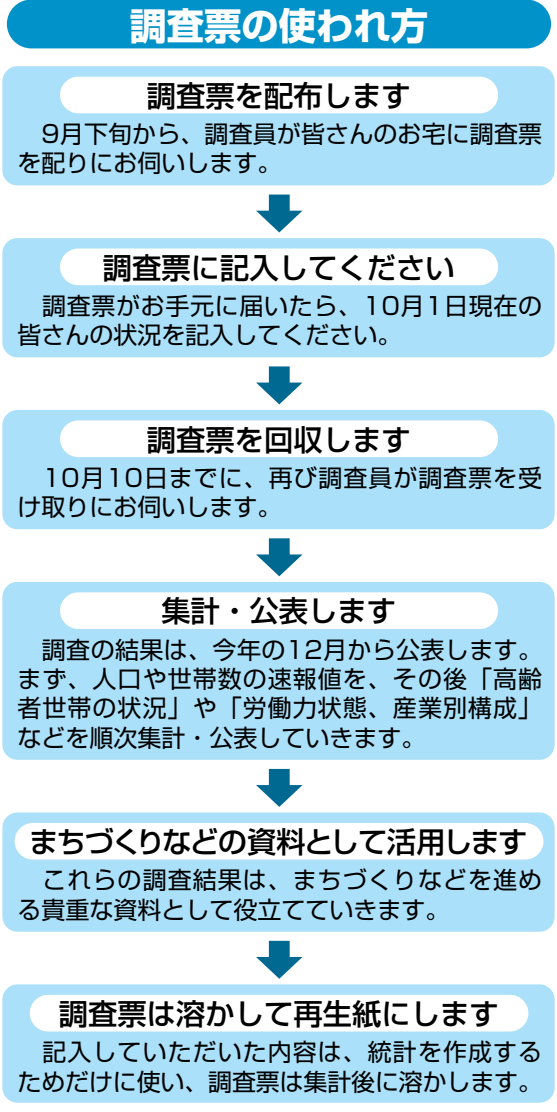 調査票の使われ方
調査票を配布します
9月下旬から、調査員が皆さんのお宅に調査票
を配りにお伺いします。
調査票に記入してください
調査票がお手元に届いたら、10月1日現在の
皆さんの状況を記入してください。
調査票を回収します
10月10日までに、再び調査員が調査票を受
け取りにお伺いします。
集計・公表します
調査の結果は、今年の12月から公表します。
まず、人口や世帯数の速報値を、その後「高齢
者世帯の状況」や「労働力状態、産業別構成」
などを順次集計・公表していきます。
まちづくりなどの資料として活用します
これらの調査結果は、まちづくりなどを進め
る貴重な資料として役立てていきます。
調査票は溶かして再生紙にします
記入していただいた内容は、統計を作成する
ためだけに使い、調査票は集計後に溶かします。